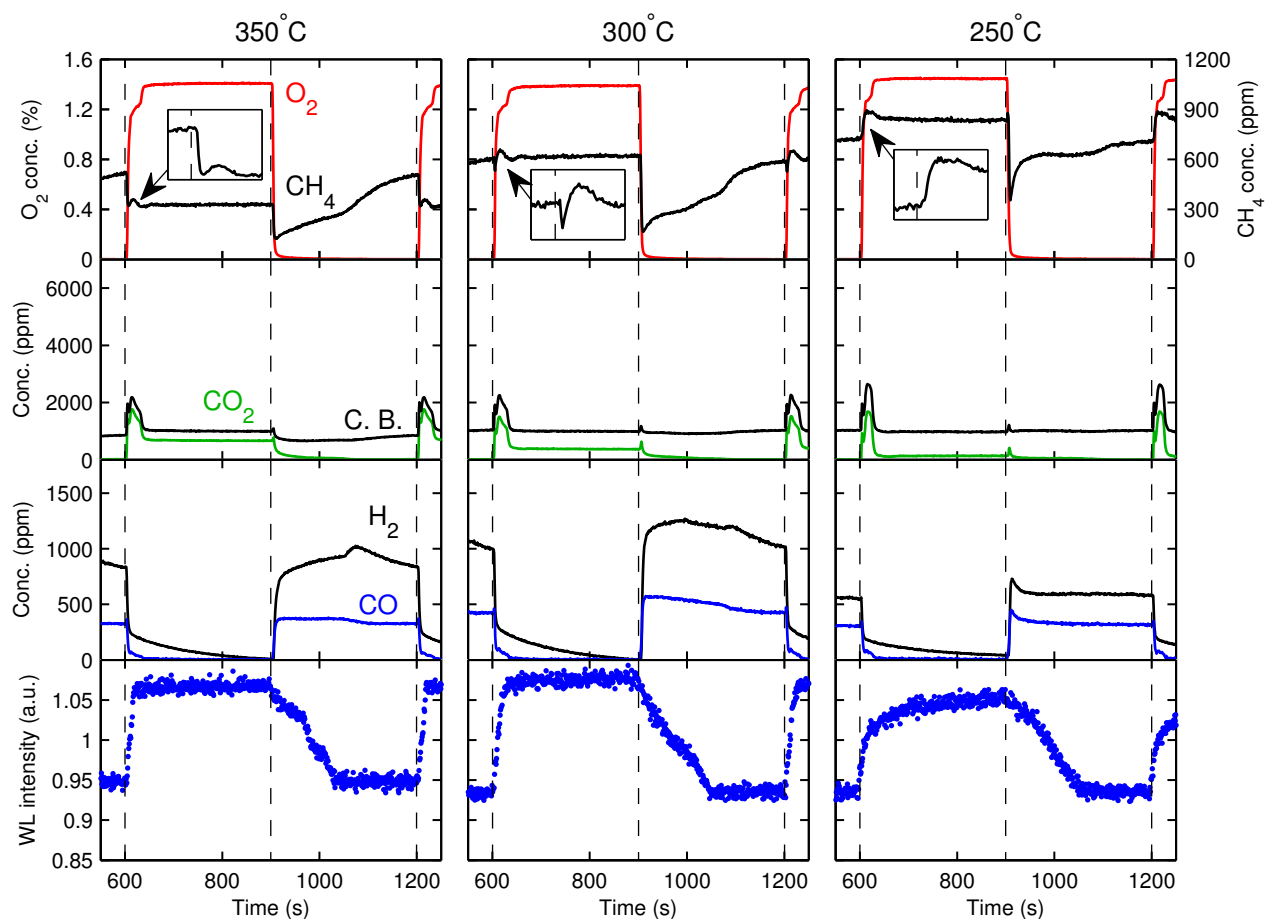 350°C 300°C 250°C
1.6 1.2 0.8 0.4 0
O₂ conc. (%)
O₂
CH₄
1200 900 600 300 0
CH₄ conc. (ppm)
6000 4000 2000 0
Conc. (ppm)
CO₂
C. B.
1500 1000 500 0
Conc. (ppm)
H₂
CO
1.05 1 0.95 0.9 0.85
WL intensity (a.u.)
600 800 1000 1200 600 800 1000 1200 600 800 1000 1200
Time (s) Time (s) Time (s)